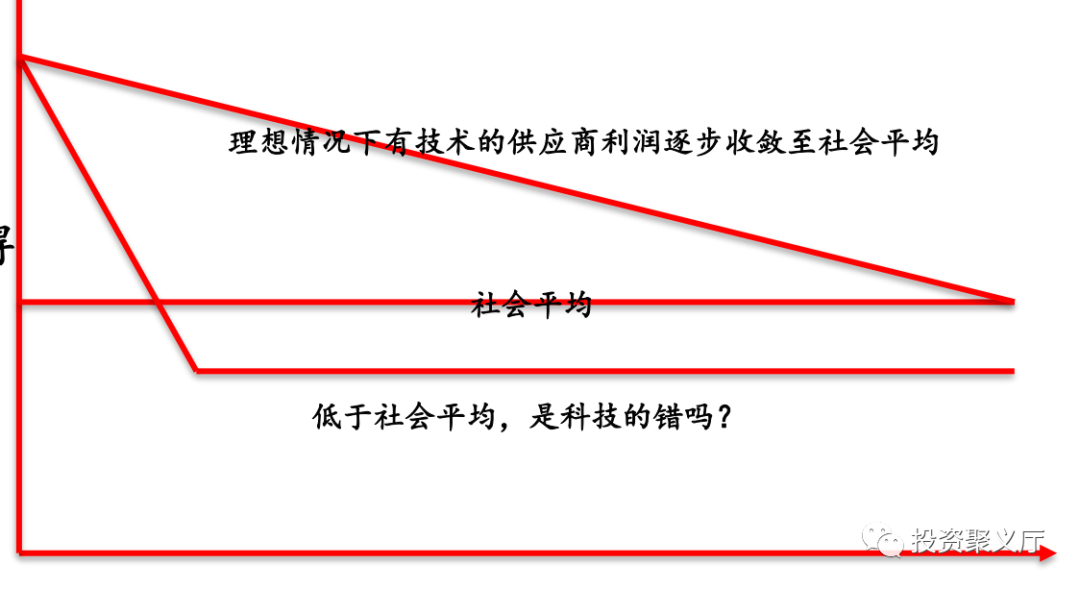 理想情况下有技术的供应商利润逐步收敛至社会平均
得
社会平均
低于社会平均，是科技的错吗？
投资聚义厅